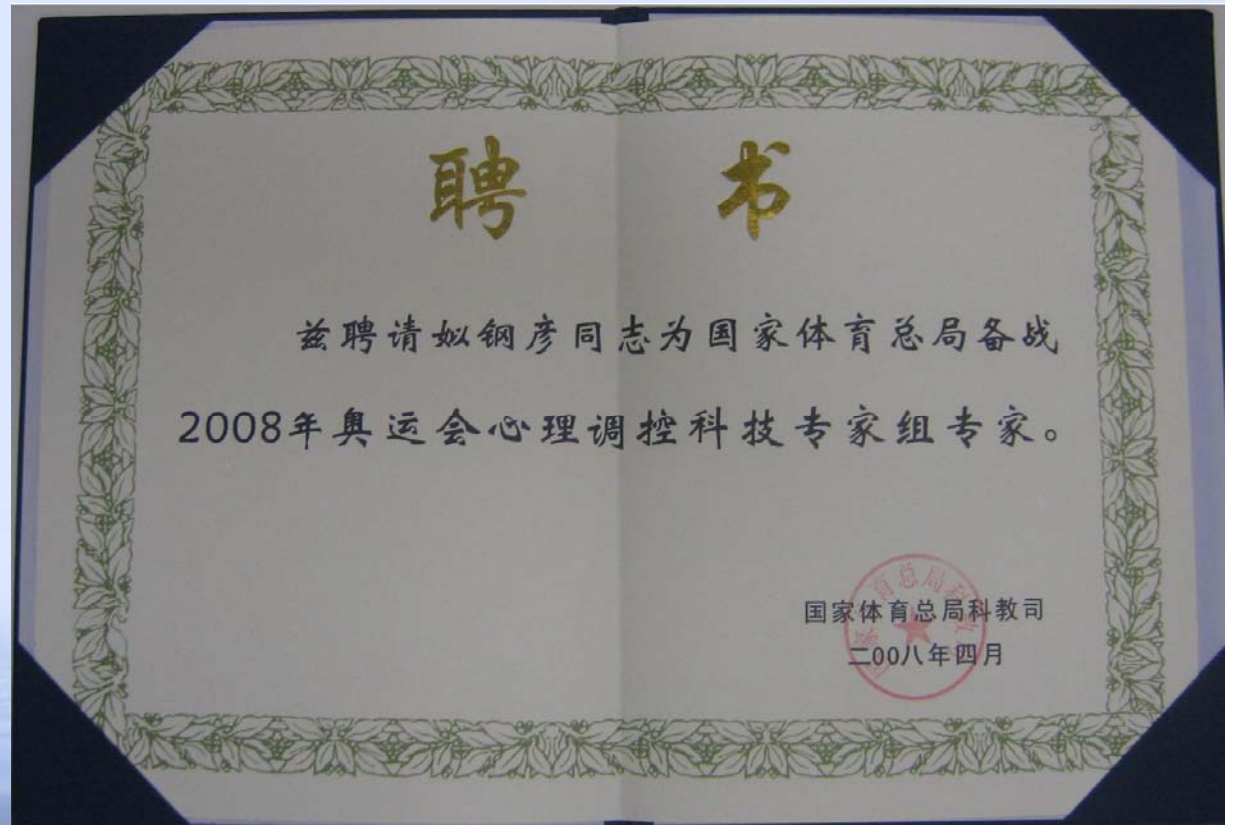 聘 书
兹聘请姒钢彦同志为国家体育总局备战
2008年奥运会心理调控科技专家组专家。
国家体育总局科教司
二00八年四月